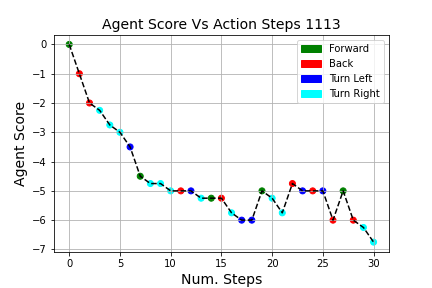 Agent Score Vs Action Steps 1113
Forward
Back
Turn Left
Turn Right
Agent Score
0
−1
−2
−3
−4
−5
−6
−7
0 5 10 15 20 25 30
Num. Steps